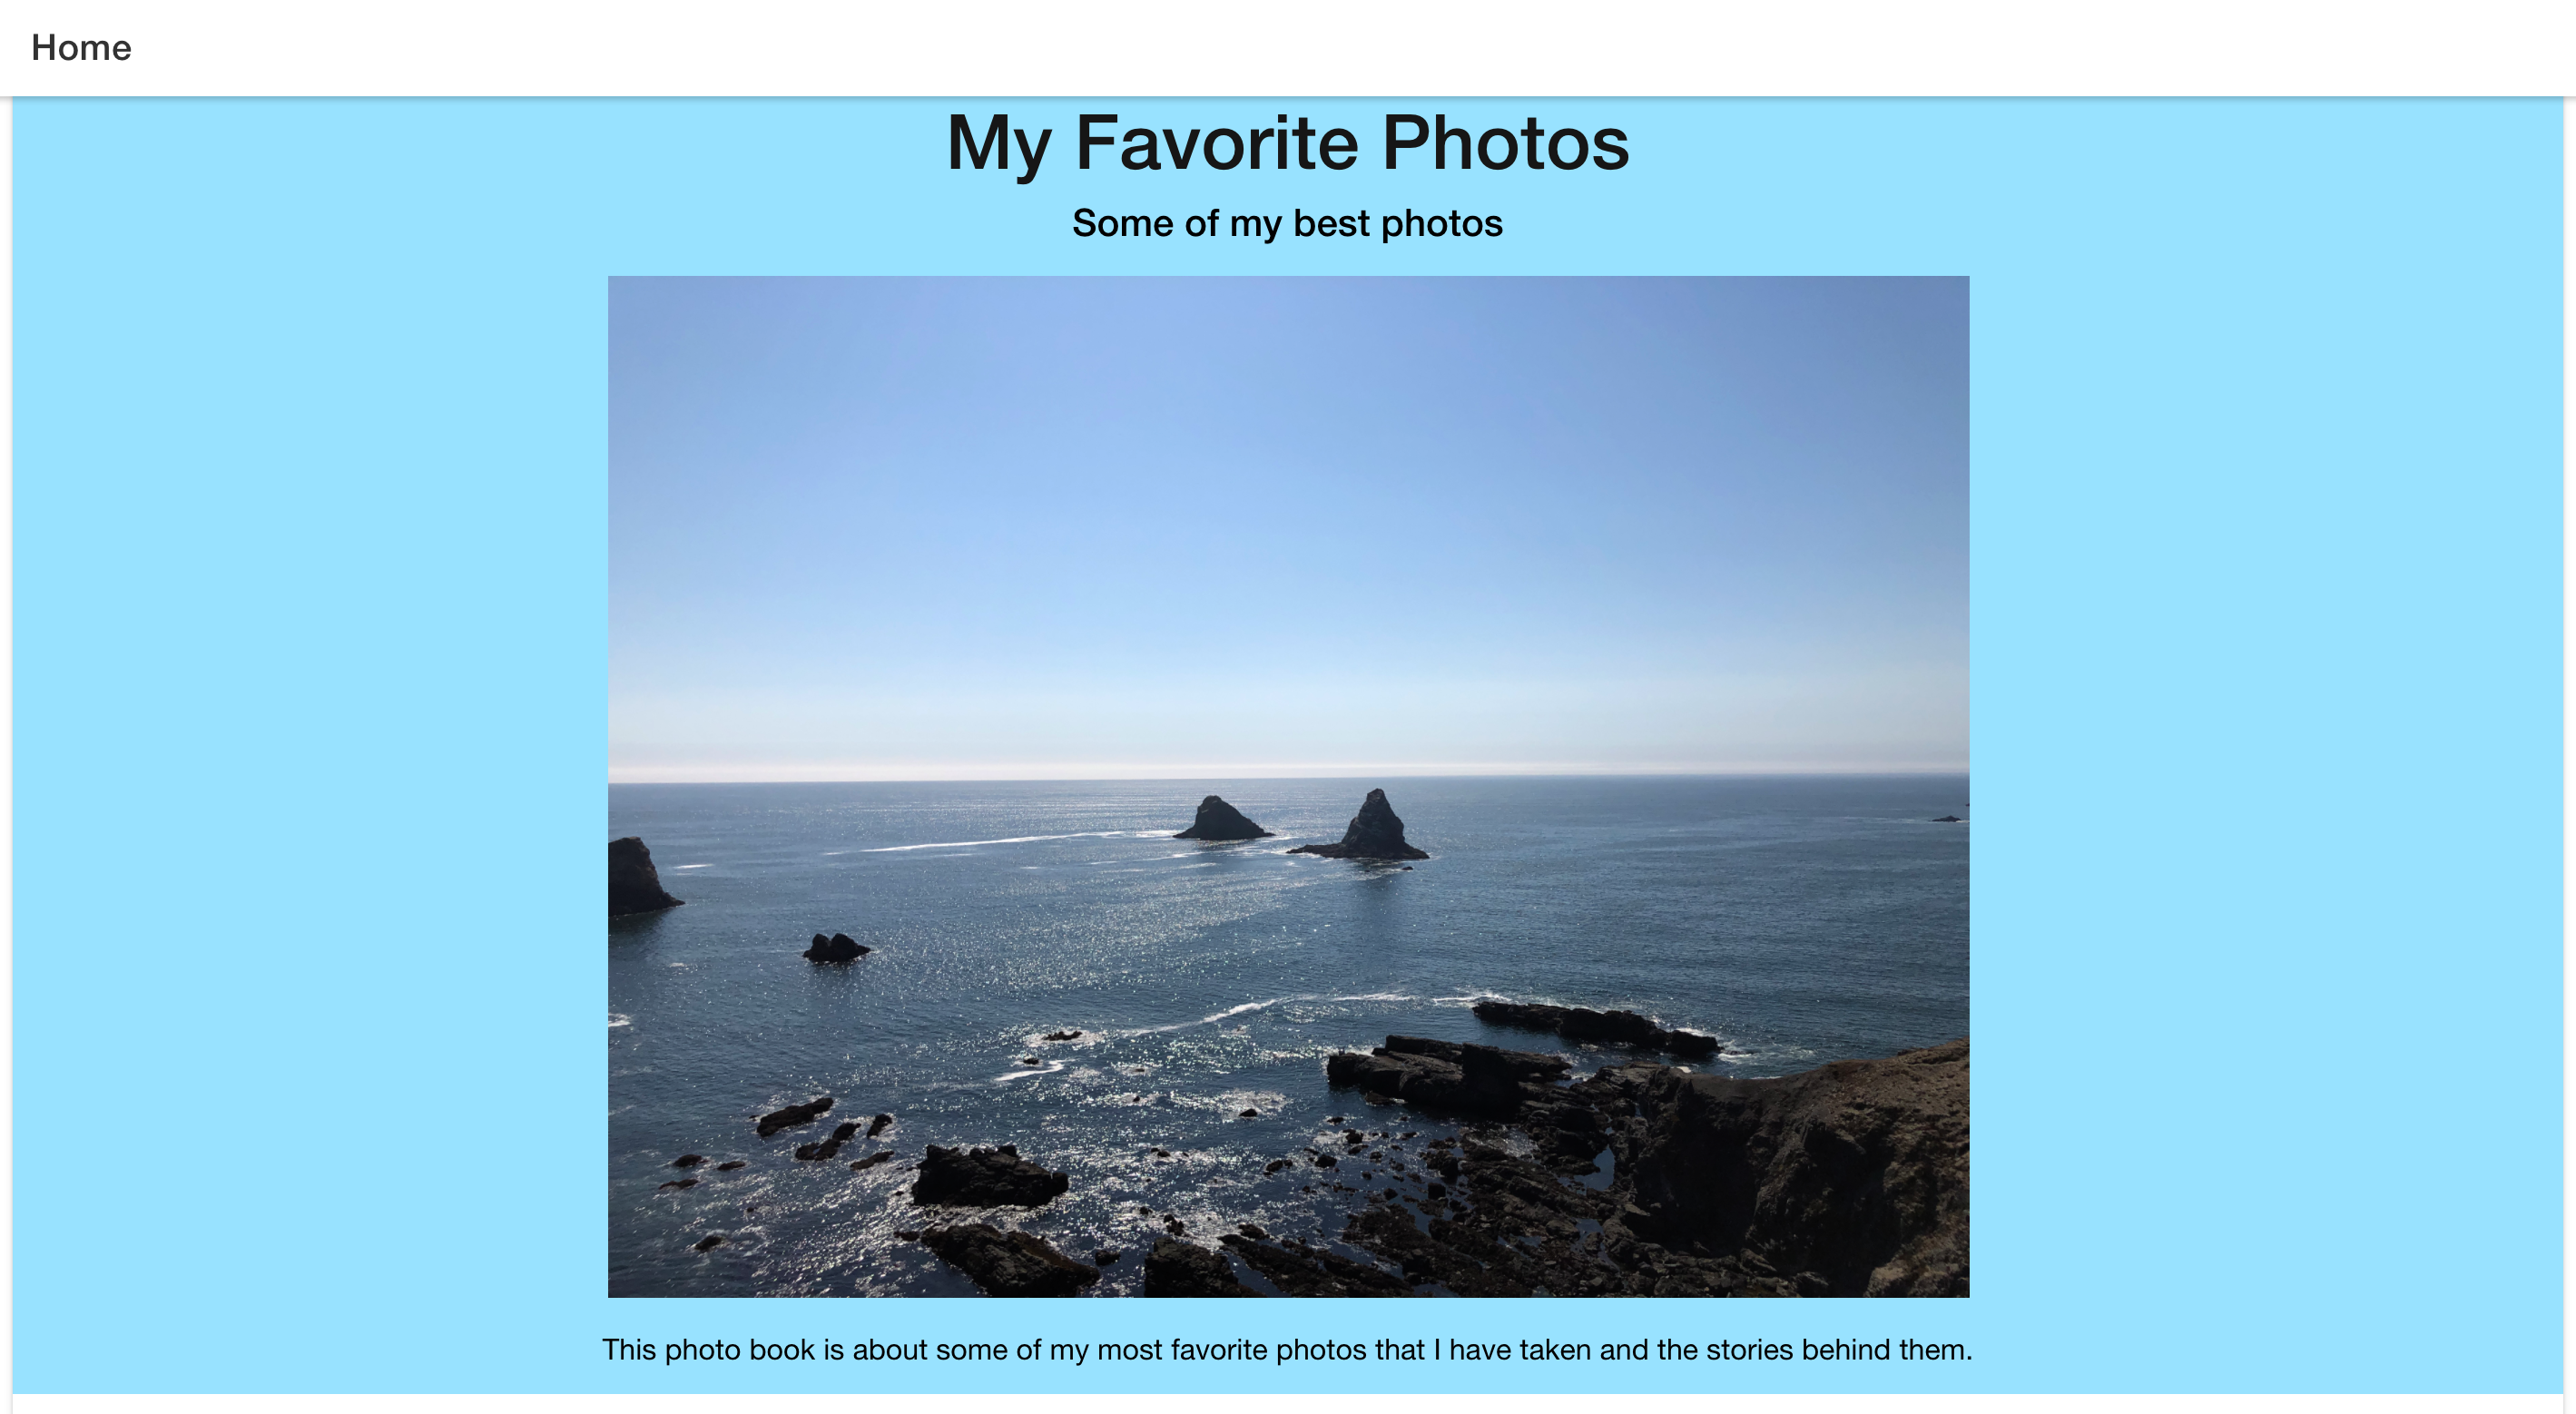 Home
My Favorite Photos
Some of my best photos
This photo book is about some of my most favorite photos that I have taken and the stories behind them.